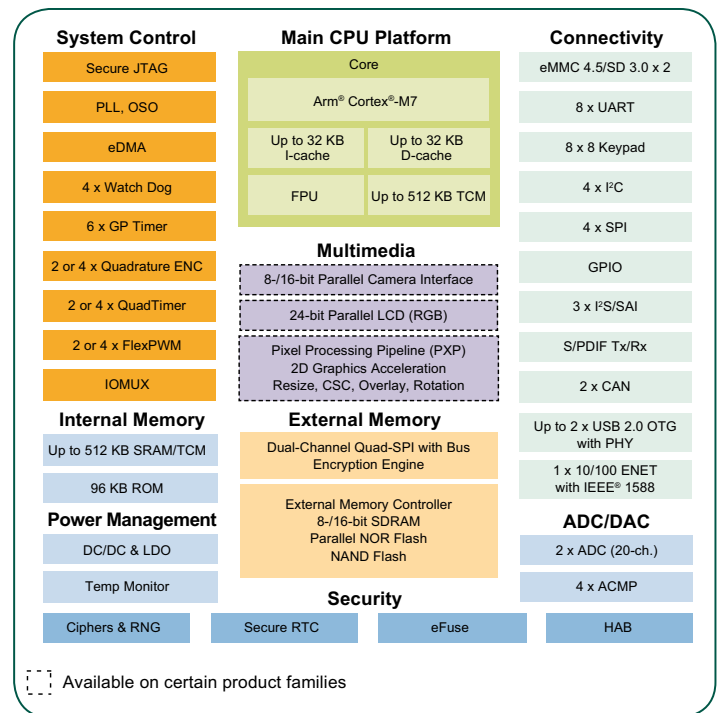 System Control
Secure JTAG
PLL, OSO
eDMA
4 x Watch Dog
6 x GP Timer
2 or 4 x Quadrature ENC
2 or 4 x QuadTimer
2 or 4 x FlexPWM
IOMUX
Internal Memory
Up to 512 KB SRAM/TCM
96 KB ROM
Power Management
DC/DC & LDO
Temp Monitor
Main CPU Platform
Core
Arm® Cortex®-M7
Up to 32 KB
I-cache
Up to 32 KB
D-cache
FPU
Up to 512 KB TCM
Multimedia
8-/16-bit Parallel Camera Interface
24-bit Parallel LCD (RGB)
Pixel Processing Pipeline (PXP)
2D Graphics Acceleration
Resize, CSC, Overlay, Rotation
External Memory
Dual-Channel Quad-SPI with Bus
Encryption Engine
External Memory Controller
8-/16-bit SDRAM
Parallel NOR Flash
NAND Flash
Connectivity
eMMC 4.5/SD 3.0 x 2
8 x UART
8 x 8 Keypad
4 x I²C
4 x SPI
GPIO
3 x I²S/SAI
S/PDIF Tx/Rx
2 x CAN
Up to 2 x USB 2.0 OTG
with PHY
1 x 10/100 ENET
with IEEE® 1588
ADC/DAC
2 x ADC (20-ch.)
4 x ACMP
Security
Ciphers & RNG
Secure RTC
eFuse
HAB
Available on certain product families